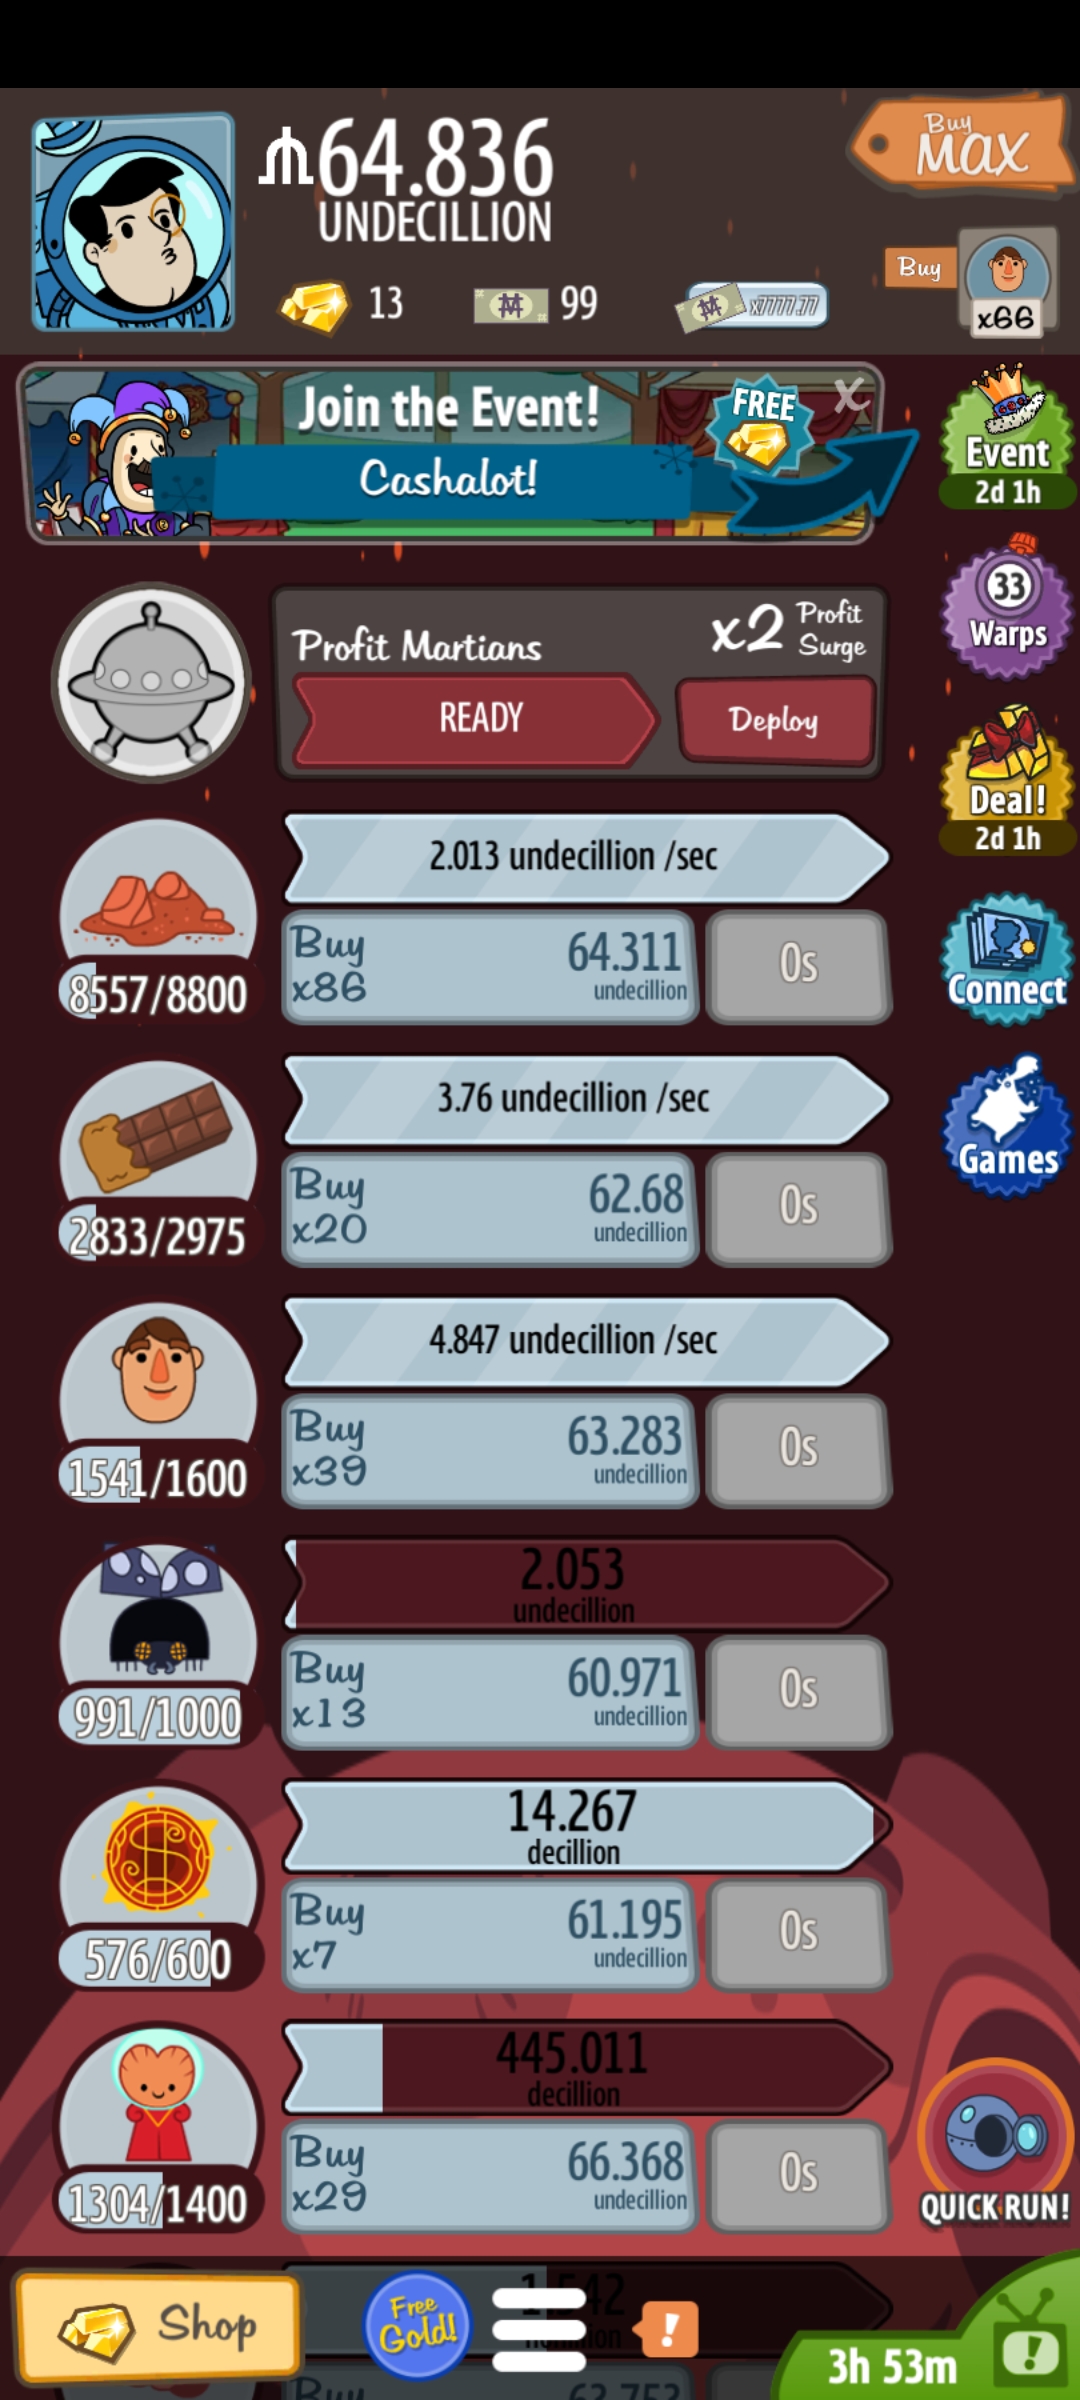 64.836
UNDECILLION
Buy
MAX
13
99
x7777.77
Buy
x66
Join the Event!
FREE
X
Cashalot!
Event
2d 1h
33
Warps
Profit Martians
x2 Profit
Surge
READY
Deploy
Deal!
2d 1h
2.013 undecillion /sec
8557/8800
Buy
x86
64.311
undecillion
0s
Connect
3.76 undecillion /sec
2833/2975
Buy
x20
62.68
undecillion
0s
Games
4.847 undecillion /sec
1541/1600
Buy
x39
63.283
undecillion
0s
2.053
undecillion
991/1000
Buy
x13
60.971
undecillion
0s
14.267
decillion
576/600
Buy
x7
61.195
undecillion
0s
445.011
decillion
1304/1400
Buy
x29
66.368
undecillion
0s
QUICK RUN!
Shop
Free
Gold!
!
3h 53m
!
Buy